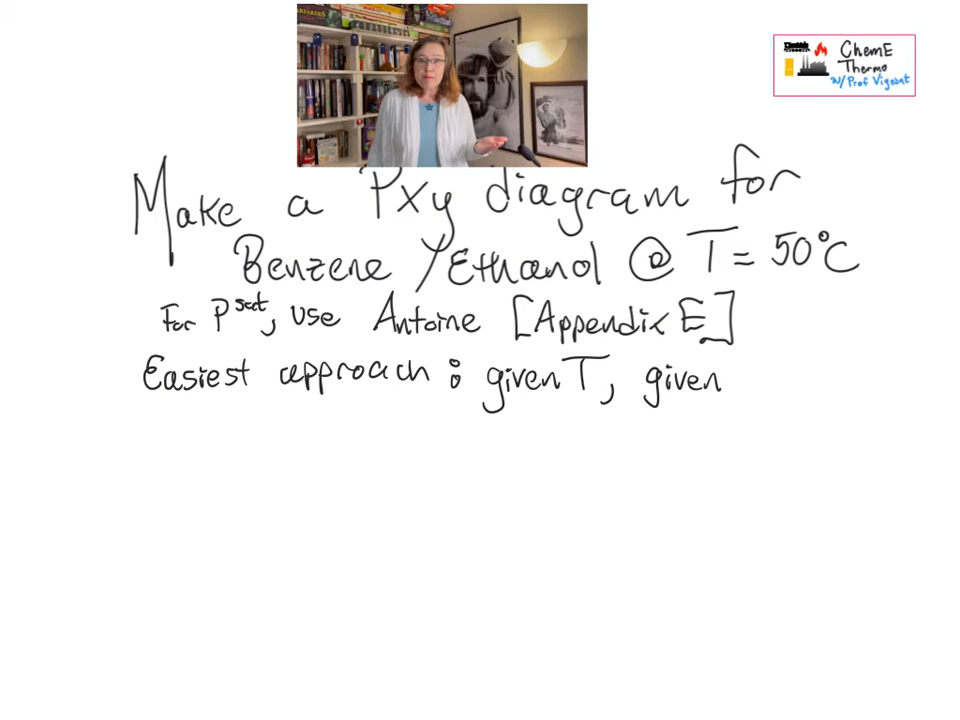 ChemE
Thermo
w/ Prof Vigeant
Make a Pxy diagram for
Benzene / Ethanol @ T = 50°C
For Psat, use Antoine [Appendix E]
Easiest approach : given T, given